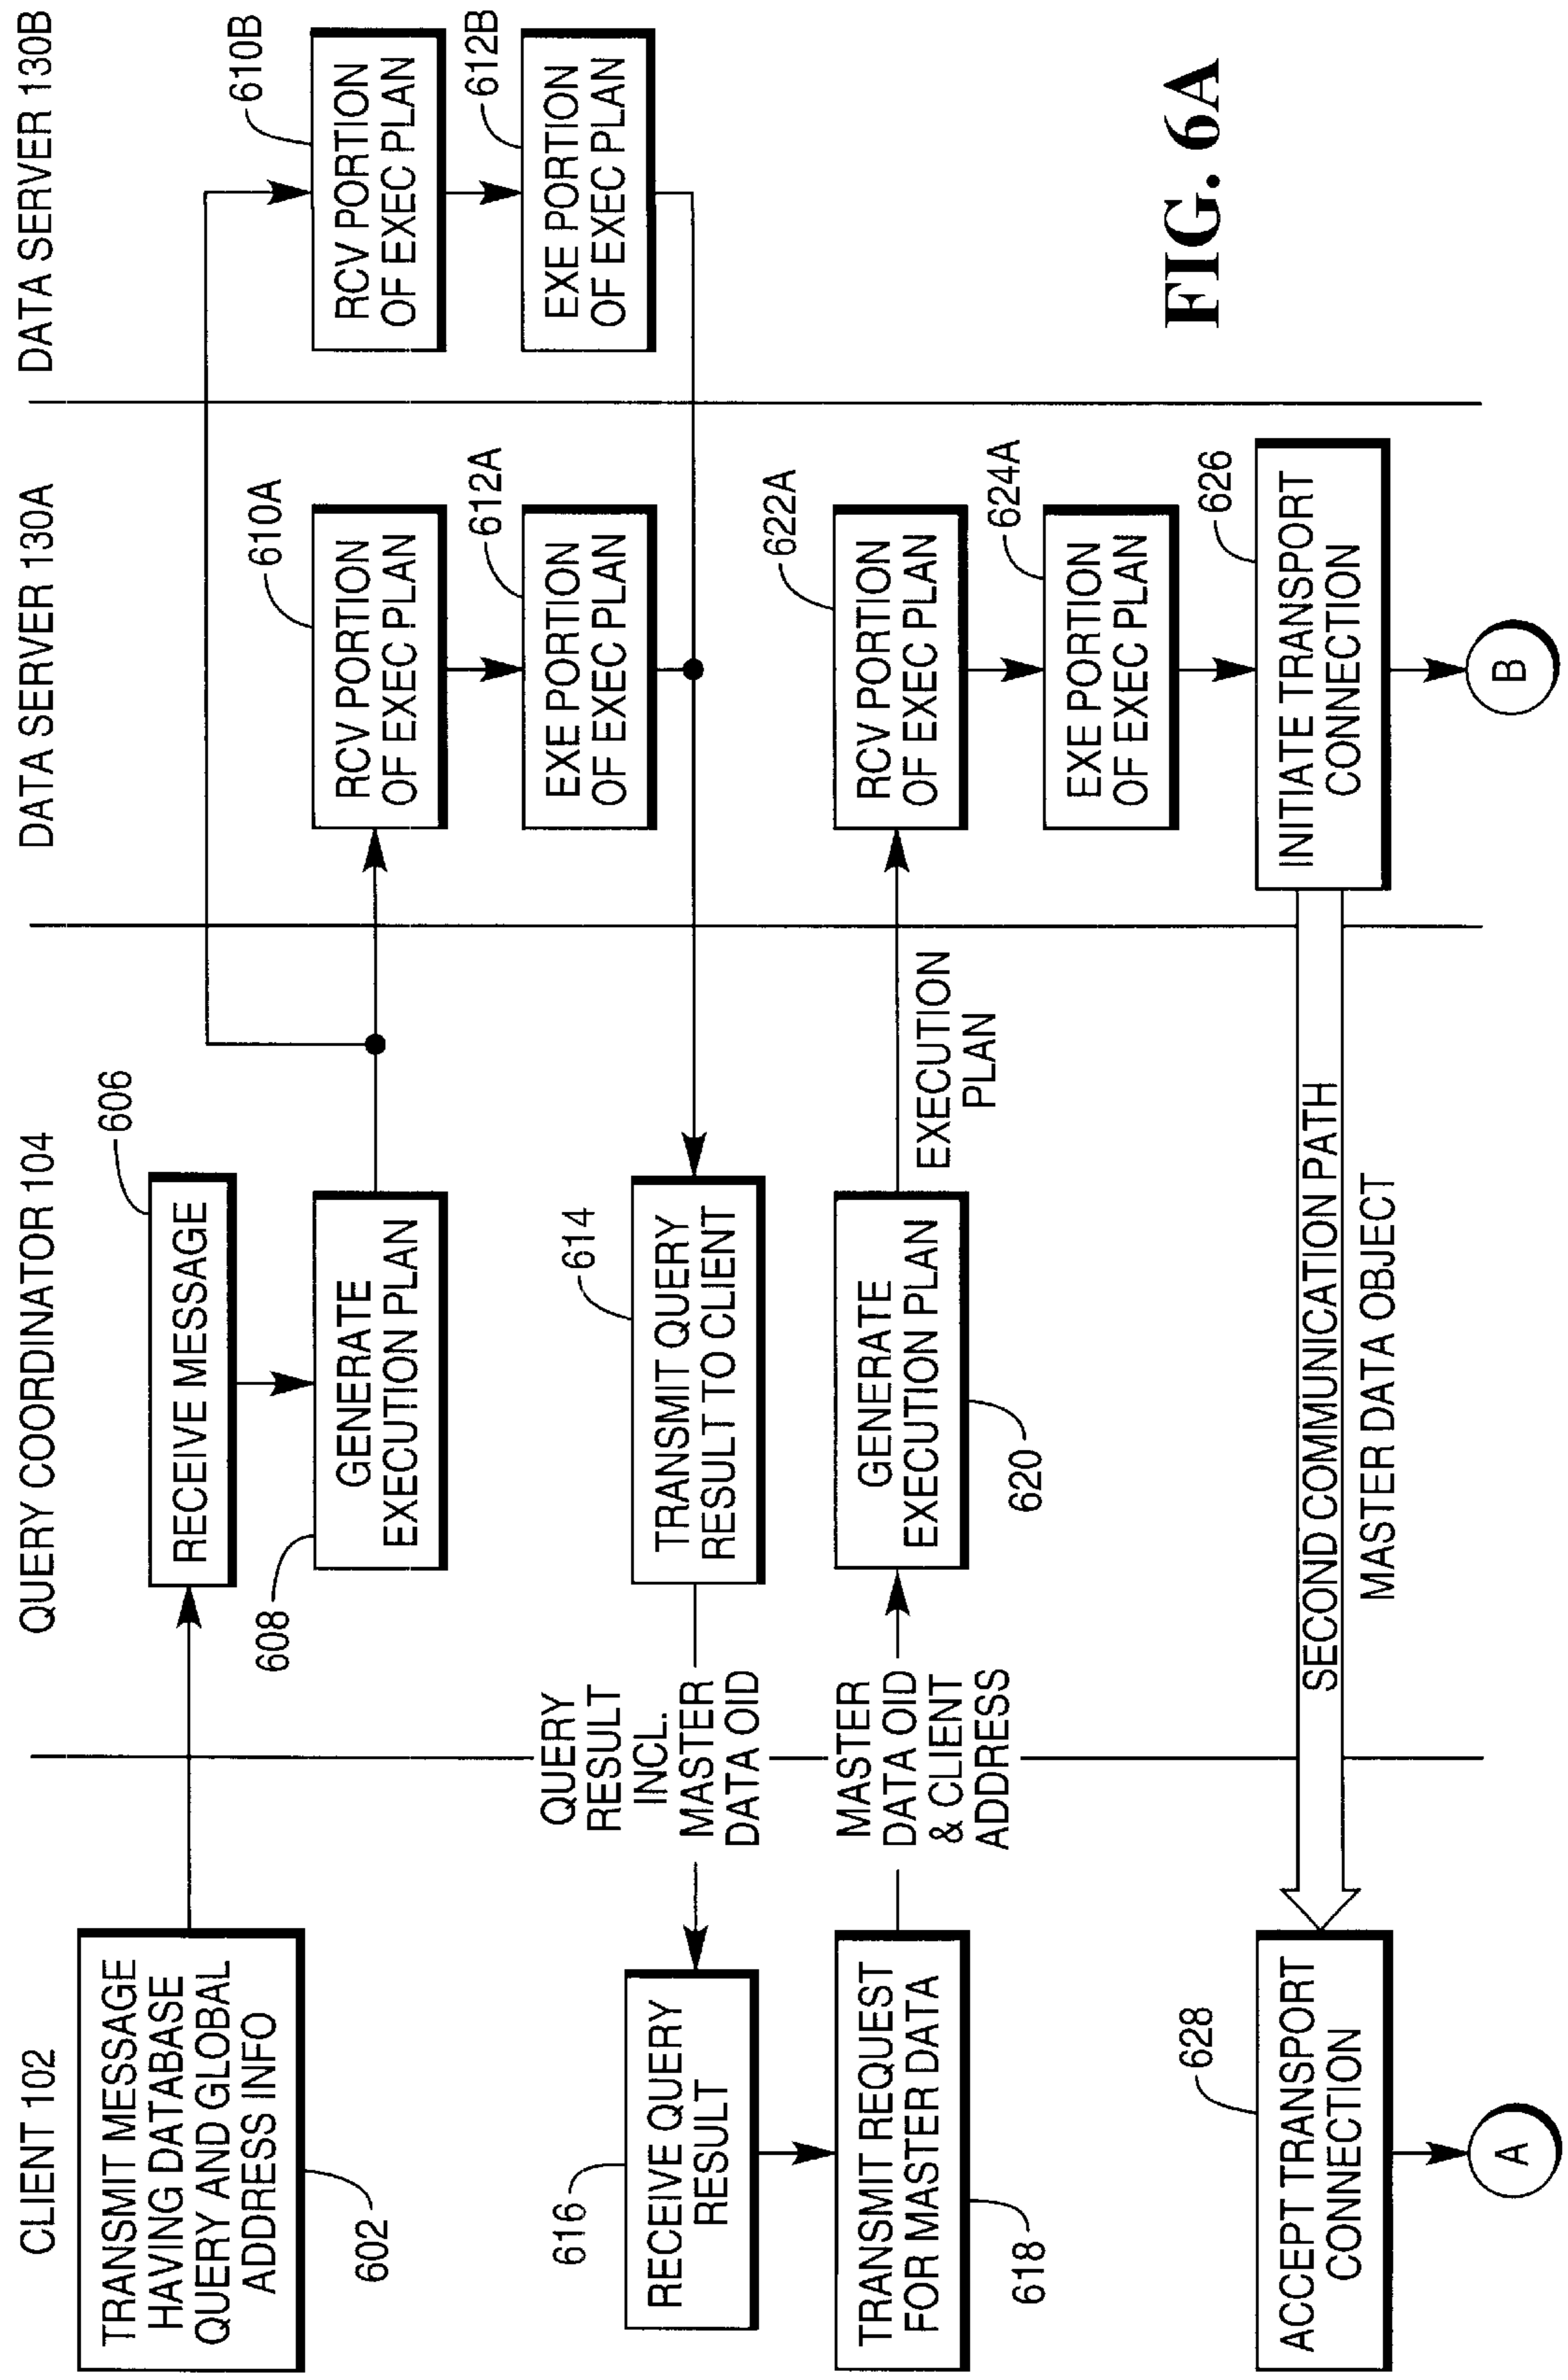 CLIENT 102
QUERY COORDINATOR 104
DATA SERVER 130A
DATA SERVER 130B
TRANSMIT MESSAGE
HAVING DATABASE
QUERY AND GLOBAL
ADDRESS INFO
602
RECEIVE MESSAGE
606
GENERATE
EXECUTION PLAN
608
RCV PORTION
OF EXEC PLAN
610A
RCV PORTION
OF EXEC PLAN
610B
EXE PORTION
OF EXEC PLAN
612A
EXE PORTION
OF EXEC PLAN
612B
TRANSMIT QUERY
RESULT TO CLIENT
614
QUERY
RESULT
INCL.
MASTER
DATA OID
RECEIVE QUERY
RESULT
616
TRANSMIT REQUEST
FOR MASTER DATA
618
MASTER
DATA OID
& CLIENT
ADDRESS
GENERATE
EXECUTION PLAN
620
EXECUTION
PLAN
RCV PORTION
OF EXEC PLAN
622A
EXE PORTION
OF EXEC PLAN
624A
INITIATE TRANSPORT
CONNECTION
626
SECOND COMMUNICATION PATH
MASTER DATA OBJECT
ACCEPT TRANSPORT
CONNECTION
628
A
B
FIG. 6A